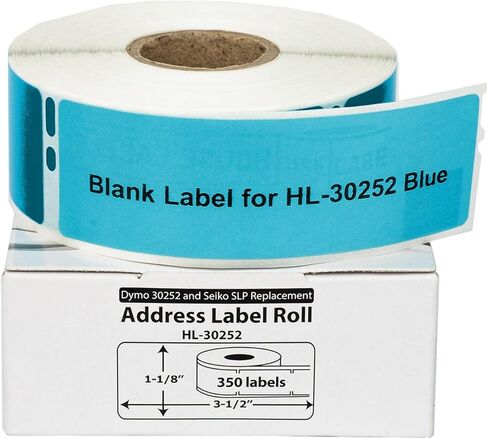 Blank Label for HL-30252 Blue
Dymo 30252 and Seiko SLP Replacement
Address Label Roll
HL-30252
1-1/8"
350 labels
3-1/2"